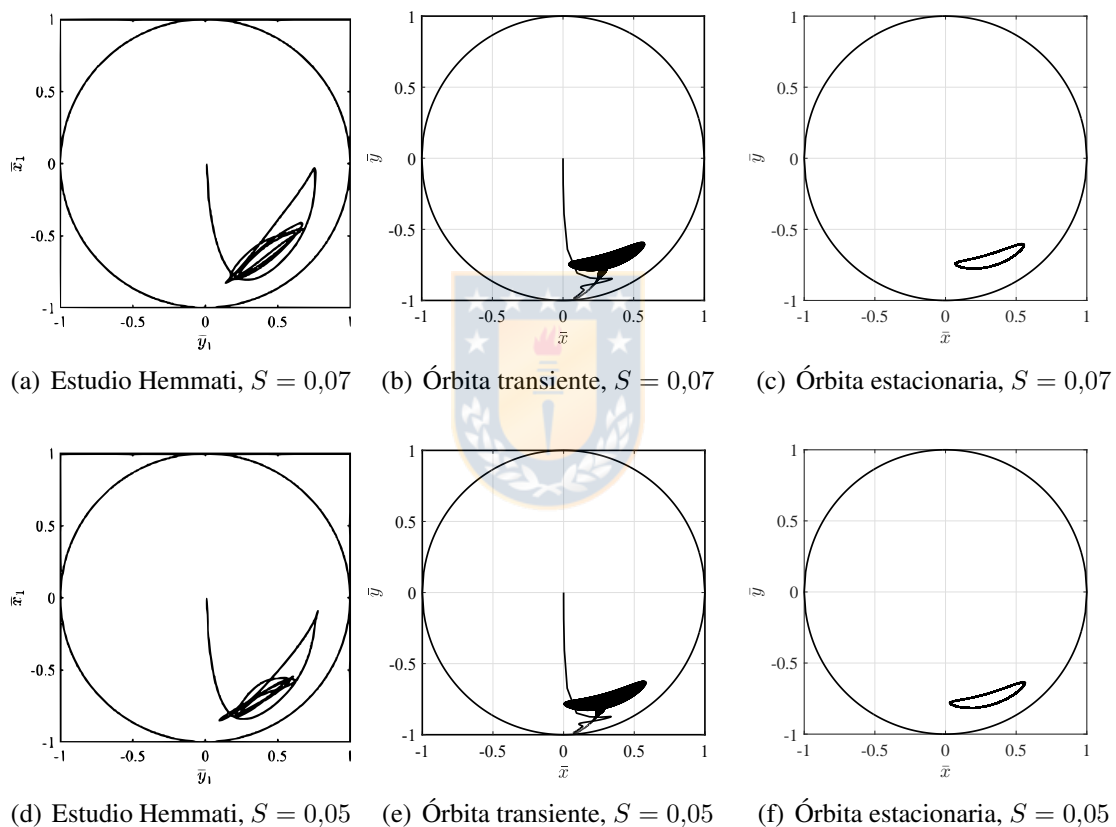 1
0.5
0
-0.5
-1
-1 -0.5 0 0.5 1
x̄₁
ȳ₁
(a) Estudio Hemmati, S = 0,07
1
0.5
0
-0.5
-1
-1 -0.5 0 0.5 1
ȳ
x̄
(b) Órbita transiente, S = 0,07
1
0.5
0
-0.5
-1
-1 -0.5 0 0.5 1
ȳ
x̄
(c) Órbita estacionaria, S = 0,07
1
0.5
0
-0.5
-1
-1 -0.5 0 0.5 1
x̄₁
ȳ₁
(d) Estudio Hemmati, S = 0,05
1
0.5
0
-0.5
-1
-1 -0.5 0 0.5 1
ȳ
x̄
(e) Órbita transiente, S = 0,05
1
0.5
0
-0.5
-1
-1 -0.5 0 0.5 1
ȳ
x̄
(f) Órbita estacionaria, S = 0,05